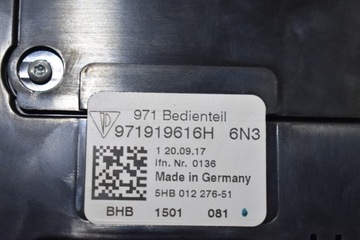 971 Bedienteil
971919616H 6N3
1 20.09.17
lfn. Nr. 0136
Made in Germany
5HB 012 276-51
BHB 1501 081